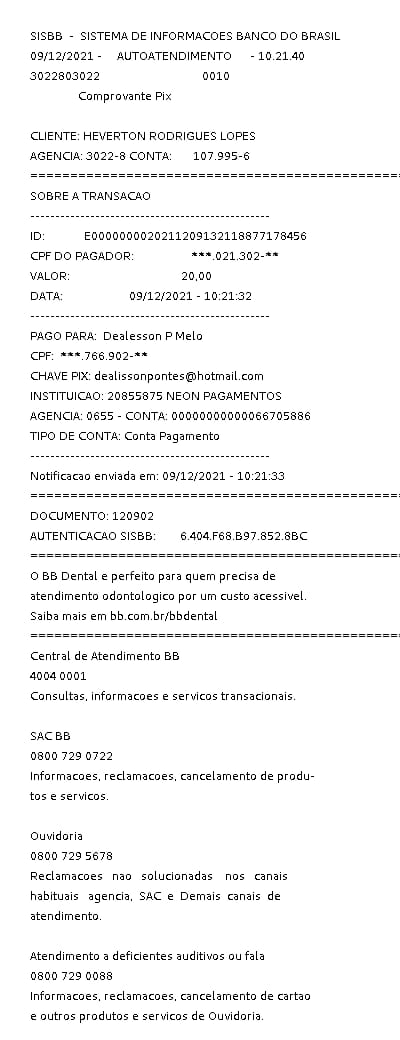 SISBB - SISTEMA DE INFORMACOES BANCO DO BRASIL
09/12/2021 - AUTOATENDIMENTO - 10.21.40
3022803022 0010
Comprovante Pix
CLIENTE: HEVERTON RODRIGUES LOPES
AGENCIA: 3022-8 CONTA: 107.995-6
================================================
SOBRE A TRANSACAO
------------------------------------------------
ID: E0000000020211209132118877178456
CPF DO PAGADOR: ***.021.302-**
VALOR: 20,00
DATA: 09/12/2021 - 10:21:32
------------------------------------------------
PAGO PARA: Dealesson P Melo
CPF: ***.766.902-**
CHAVE PIX: dealissonpontes@hotmail.com
INSTITUICAO: 20855875 NEON PAGAMENTOS
AGENCIA: 0655 - CONTA: 00000000000066705886
TIPO DE CONTA: Conta Pagamento
------------------------------------------------
Notificacao enviada em: 09/12/2021 - 10:21:33
================================================
DOCUMENTO: 120902
AUTENTICACAO SISBB: 6.404.F68.B97.852.8BC
================================================
O BB Dental e perfeito para quem precisa de
atendimento odontologico por um custo acessivel.
Saiba mais em bb.com.br/bbdental
================================================
Central de Atendimento BB
4004 0001
Consultas, informacoes e servicos transacionais.
SAC BB
0800 729 0722
Informacoes, reclamacoes, cancelamento de produ-
tos e servicos.
Ouvidoria
0800 729 5678
Reclamacoes nao solucionadas nos canais
habituais agencia, SAC e Demais canais de
atendimento.
Atendimento a deficientes auditivos ou fala
0800 729 0088
Informacoes, reclamacoes, cancelamento de cartao
e outros produtos e servicos de Ouvidoria.